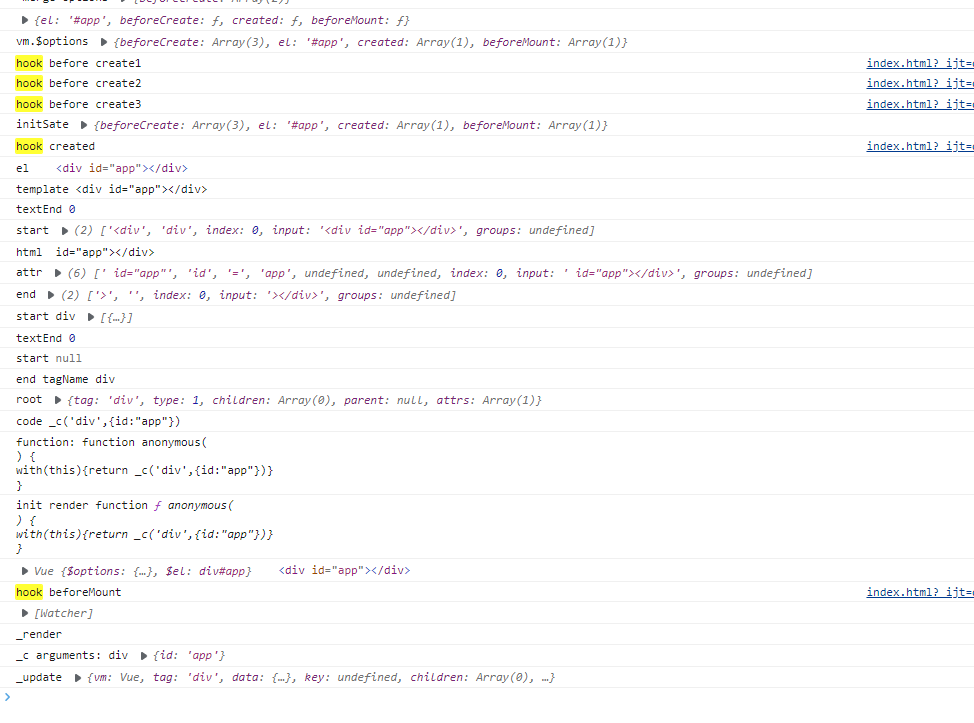 {el: '#app', beforeCreate: ƒ, created: ƒ, beforeMount: ƒ}
vm.$options {beforeCreate: Array(3), el: '#app', created: Array(1), beforeMount: Array(1)}
hook before create1 index.html?_ijt=
hook before create2 index.html?_ijt=
hook before create3 index.html?_ijt=
initSate {beforeCreate: Array(3), el: '#app', created: Array(1), beforeMount: Array(1)}
hook created index.html?_ijt=
el <div id="app"></div>
template <div id="app"></div>
textEnd 0
start (2) ['<div', 'div', index: 0, input: '<div id="app"></div>', groups: undefined]
html id="app"></div>
attr (6) [' id="app"', 'id', '=', 'app', undefined, undefined, index: 0, input: ' id="app"></div>', groups: undefined]
end (2) ['>', '', index: 0, input: '></div>', groups: undefined]
start div [{…}]
textEnd 0
start null
end tagName div
root {tag: 'div', type: 1, children: Array(0), parent: null, attrs: Array(1)}
code _c('div',{id:"app"})
function: function anonymous(
) {
with(this){return _c('div',{id:"app"})}
}
init render function ƒ anonymous(
) {
with(this){return _c('div',{id:"app"})}
}
Vue {$options: {…}, $el: div#app} <div id="app"></div>
hook beforeMount index.html?_ijt=
[Watcher]
_render
_c arguments: div {id: 'app'}
_update {vm: Vue, tag: 'div', data: {…}, key: undefined, children: Array(0), …}